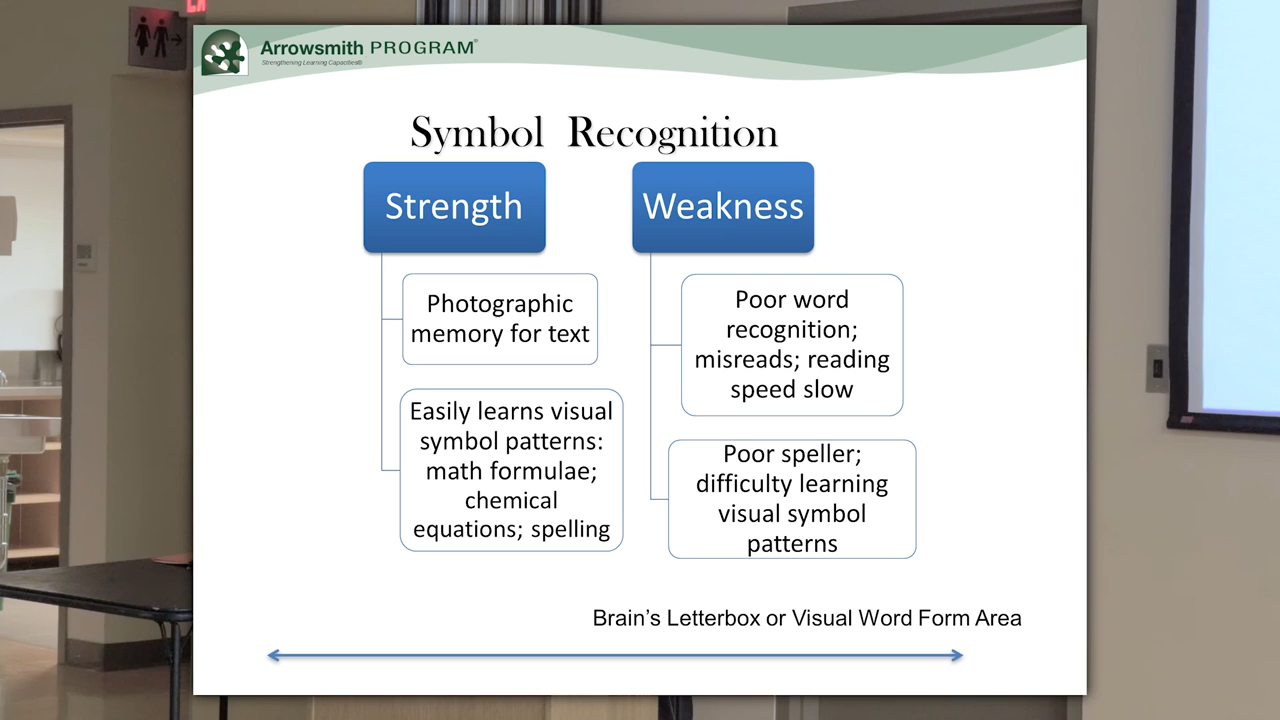 Arrowsmith PROGRAM®
Strengthening Learning Capacities®
Symbol Recognition
Strength
Photographic
memory for text
Easily learns visual
symbol patterns:
math formulae;
chemical
equations; spelling
Weakness
Poor word
recognition;
misreads; reading
speed slow
Poor speller;
difficulty learning
visual symbol
patterns
Brain's Letterbox or Visual Word Form Area